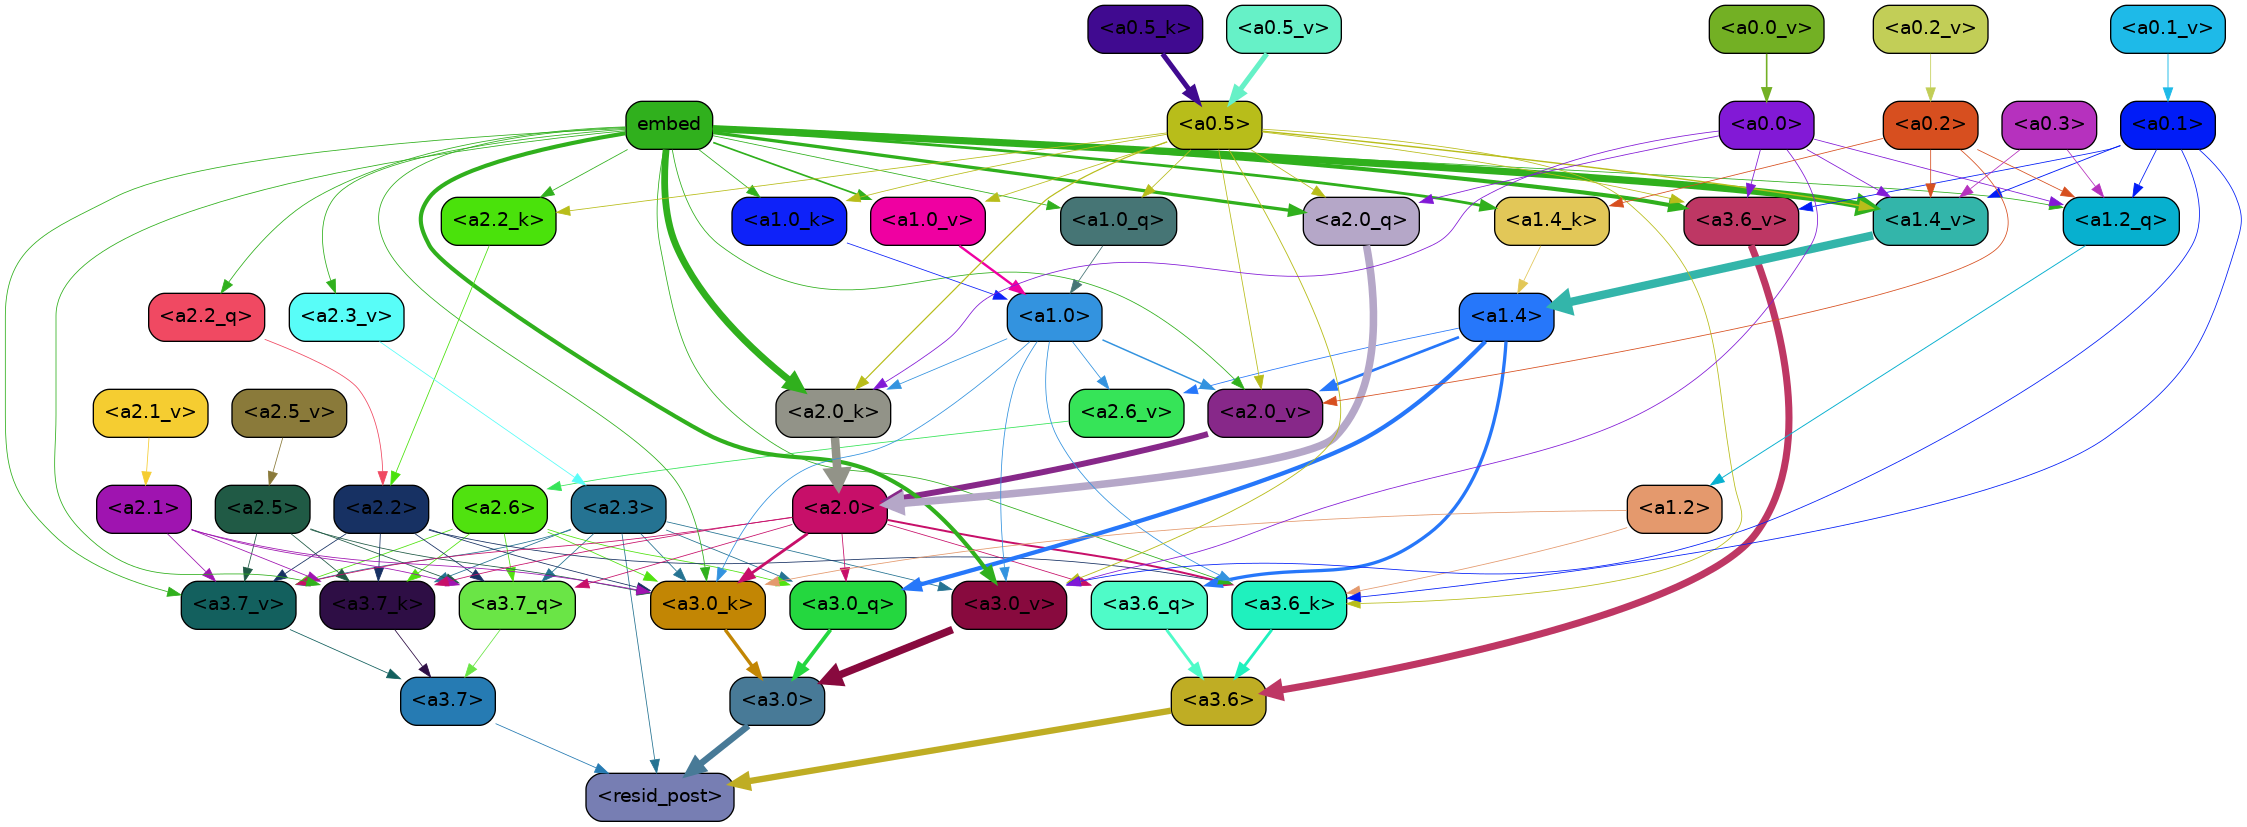 <a0.5_k>
<a0.5_v>
<a0.0_v>
<a0.2_v>
<a0.1_v>
embed
<a0.5>
<a0.0>
<a0.2>
<a0.3>
<a0.1>
<a2.2_k>
<a1.0_k>
<a1.0_v>
<a1.0_q>
<a2.0_q>
<a1.4_k>
<a3.6_v>
<a1.4_v>
<a1.2_q>
<a2.2_q>
<a2.3_v>
<a1.0>
<a1.4>
<a2.1_v>
<a2.5_v>
<a2.0_k>
<a2.6_v>
<a2.0_v>
<a2.1>
<a2.5>
<a2.2>
<a2.6>
<a2.3>
<a2.0>
<a1.2>
<a3.7_v>
<a3.7_k>
<a3.7_q>
<a3.0_k>
<a3.0_q>
<a3.0_v>
<a3.6_q>
<a3.6_k>
<a3.7>
<a3.0>
<a3.6>
<resid_post>